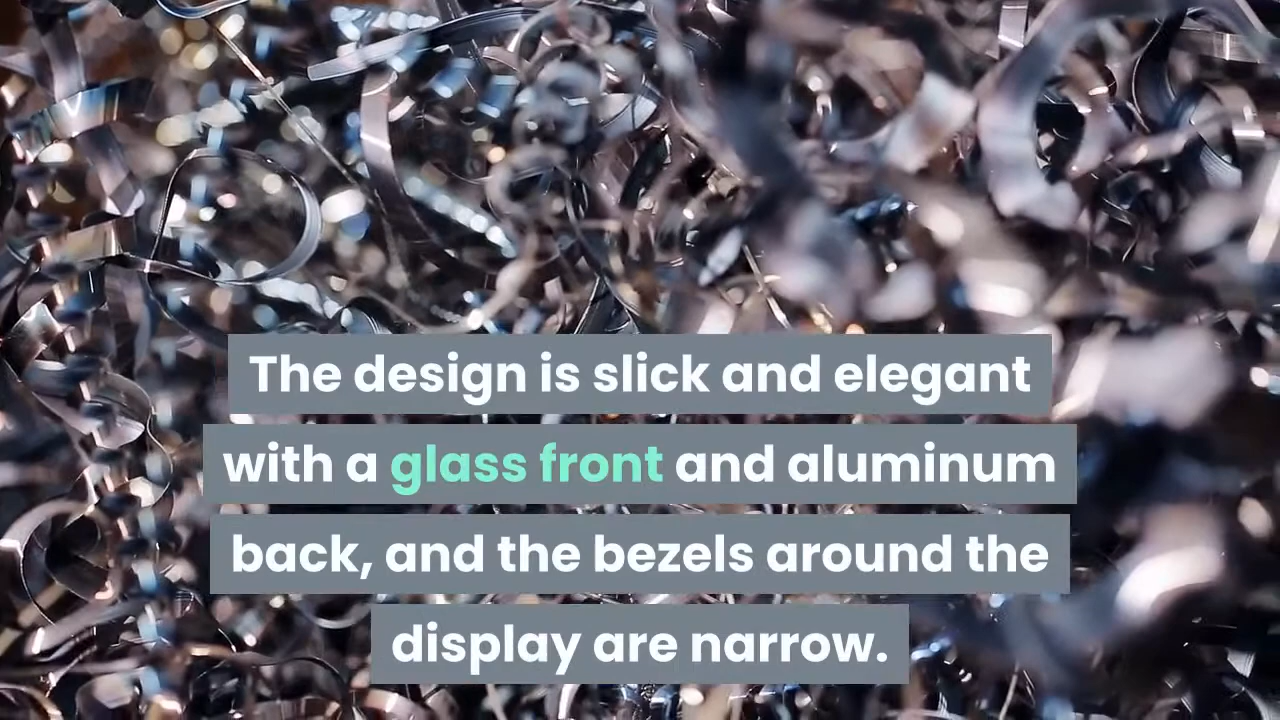 The design is slick and elegant
with a glass front and aluminum
back, and the bezels around the
display are narrow.